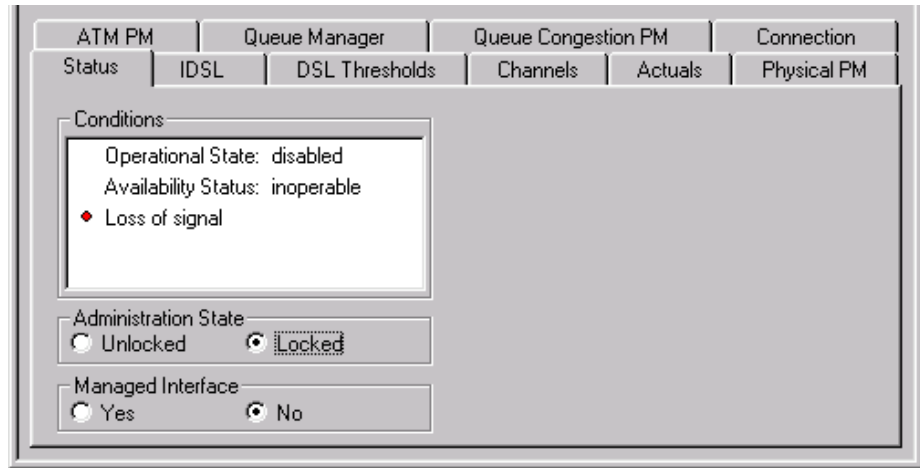 ATM PM Queue Manager Queue Congestion PM Connection
Status IDSL DSL Thresholds Channels Actuals Physical PM
Conditions
Operational State: disabled
Availability Status: inoperable
Loss of signal
Administration State
Unlocked Locked
Managed Interface
Yes No